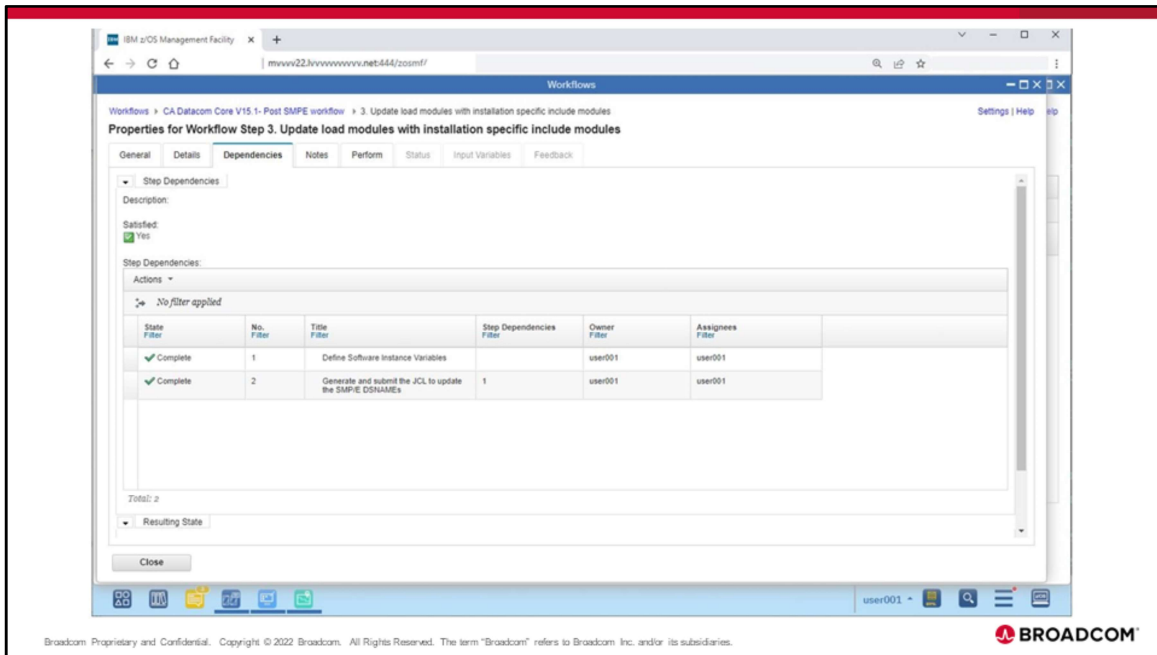 IBM z/OS Management Facility
mvvvv22.lvvvvvvvvvv.net:444/zosmf/
Workflows
Workflows CA Datacom Core V15.1- Post SMPE workflow 3. Update load modules with installation specific include modules
Settings | Help
Properties for Workflow Step 3. Update load modules with installation specific include modules
General Details Dependencies Notes Perform Status Input Variables Feedback
Step Dependencies
Description:
Satisfied:
Yes
Step Dependencies:
Actions
No filter applied
State No. Title Step Dependencies Owner Assignees
Filter Filter Filter Filter Filter Filter
Complete 1 Define Software Instance Variables user001 user001
Complete 2 Generate and submit the JCL to update 1 user001 user001
the SMP/E DSNAMEs
Total: 2
Resulting State
Close
user001
Broadcom Proprietary and Confidential. Copyright © 2022 Broadcom. All Rights Reserved. The term "Broadcom" refers to Broadcom Inc. and/or its subsidiaries.
BROADCOM